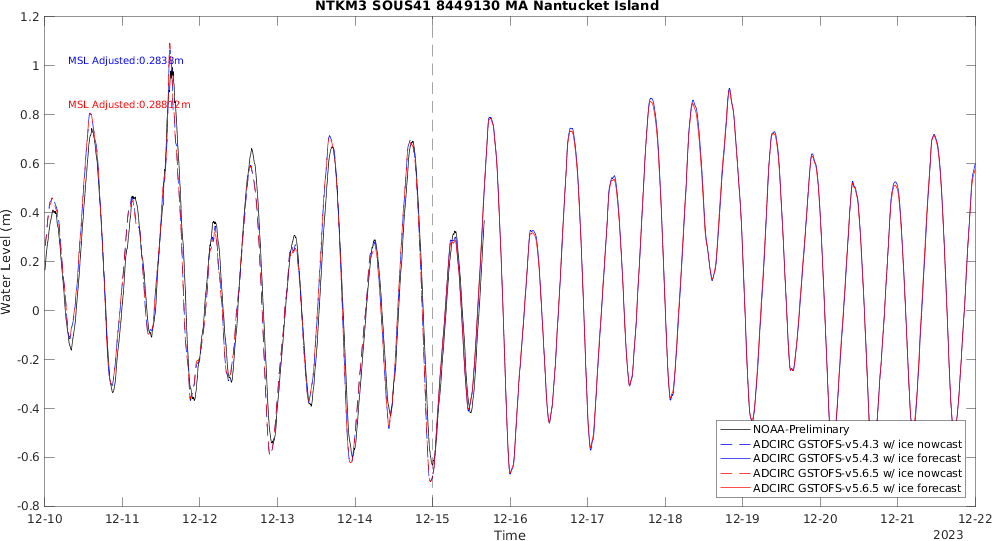 NTKM3 SOUS41 8449130 MA Nantucket Island
1.2
1
0.8
0.6
0.4
0.2
0
-0.2
-0.4
-0.6
-0.8
Water Level (m)
MSL Adjusted:0.2838m
MSL Adjusted:0.28802m
NOAA-Preliminary
ADCIRC GSTOFS-v5.4.3 w/ ice nowcast
ADCIRC GSTOFS-v5.4.3 w/ ice forecast
ADCIRC GSTOFS-v5.6.5 w/ ice nowcast
ADCIRC GSTOFS-v5.6.5 w/ ice forecast
12-10 12-11 12-12 12-13 12-14 12-15 12-16 12-17 12-18 12-19 12-20 12-21 12-22
Time
2023